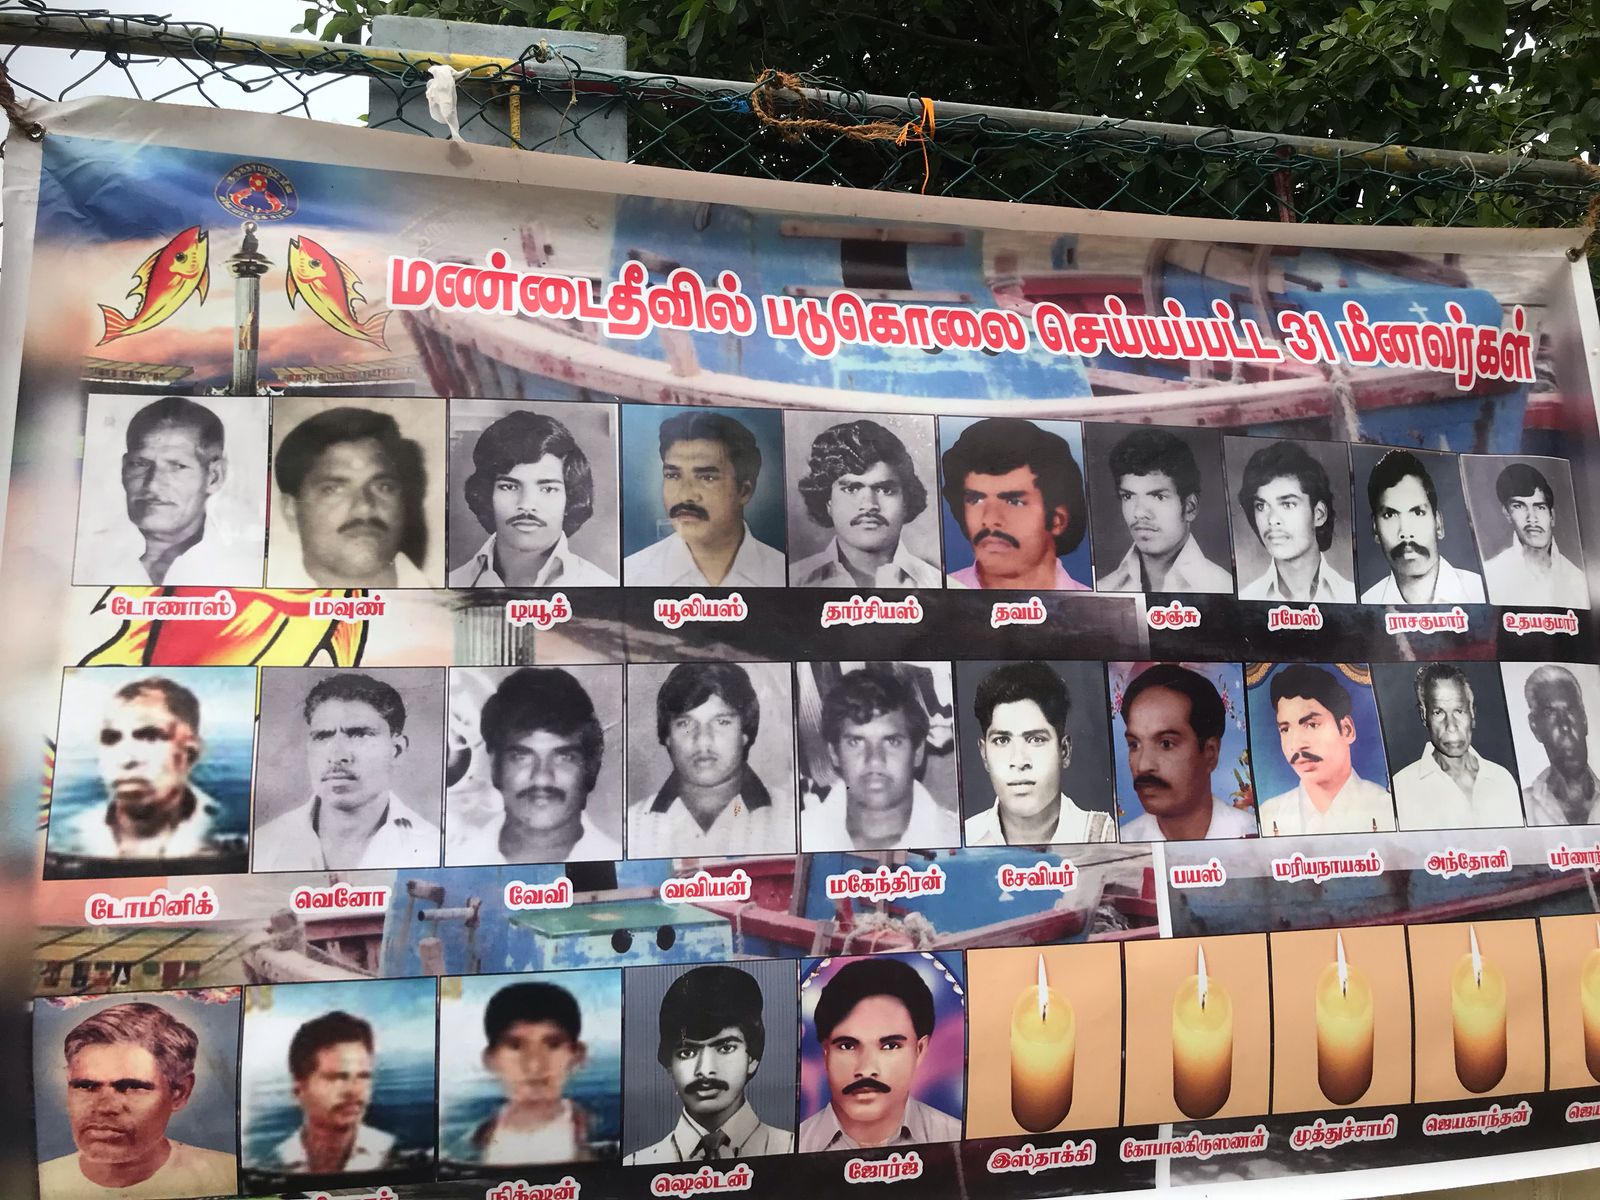 மண்டைதீவில் படுகொலை செய்யப்பட்ட 31 மீனவர்கள்
டோணாஸ் மவுண் டியூக் யூலியஸ் தார்சியஸ் தவம் குஞ்சு ரமேஸ் ராசகுமார் உதயகுமார்
டோமினிக் வெனோ வேவி வவியன் மகேந்திரன் சேவியர் பயஸ் மரியநாயகம் அந்தோனி
நிக்ஷன் ஷெல்டன் ஜோர்ஜ் இஸ்தாக்கி கோபாலகிருஸணன் முத்துச்சாமி ஜெயகாந்தன்